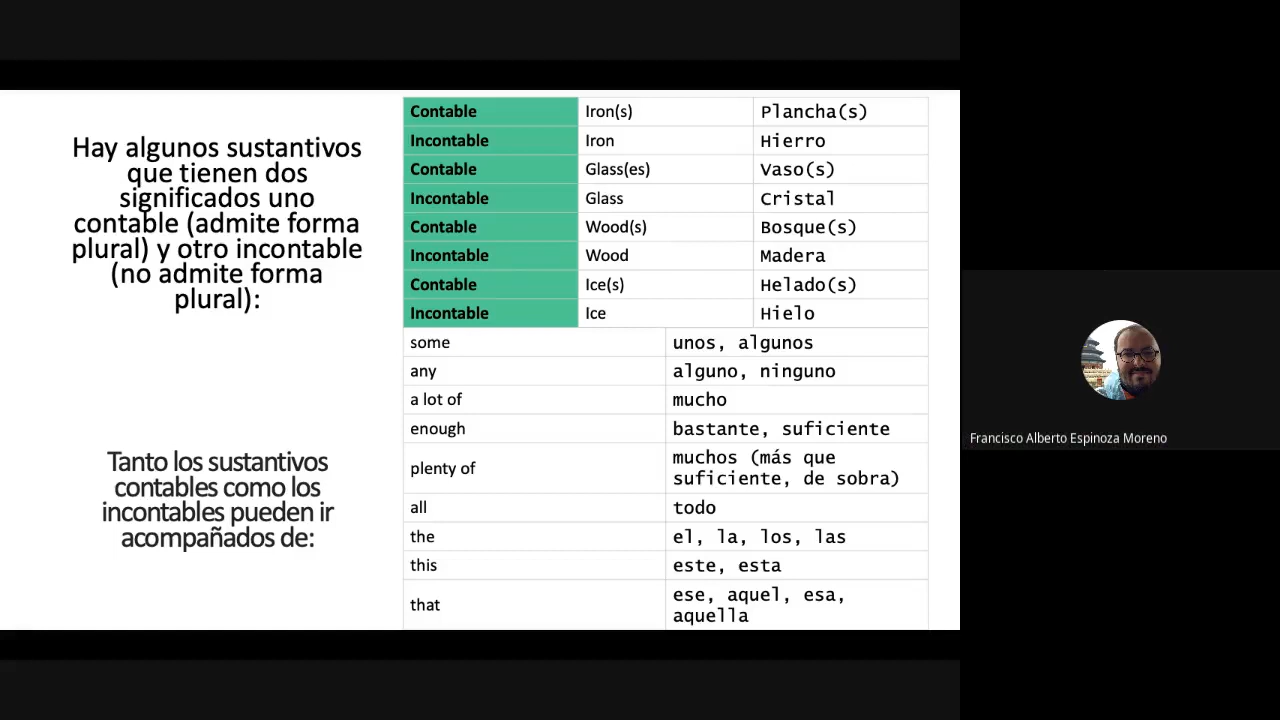 Hay algunos sustantivos
que tienen dos
significados uno
contable (admite forma
plural) y otro incontable
(no admite forma
plural):
Contable Iron(s) Plancha(s)
Incontable Iron Hierro
Contable Glass(es) Vaso(s)
Incontable Glass Cristal
Contable Wood(s) Bosque(s)
Incontable Wood Madera
Contable Ice(s) Helado(s)
Incontable Ice Hielo
Tanto los sustantivos
contables como los
incontables pueden ir
acompañados de:
some unos, algunos
any alguno, ninguno
a lot of mucho
enough bastante, suficiente
plenty of muchos (más que
suficiente, de sobra)
all todo
the el, la, los, las
this este, esta
that ese, aquel, esa,
aquella
Francisco Alberto Espinoza Moreno